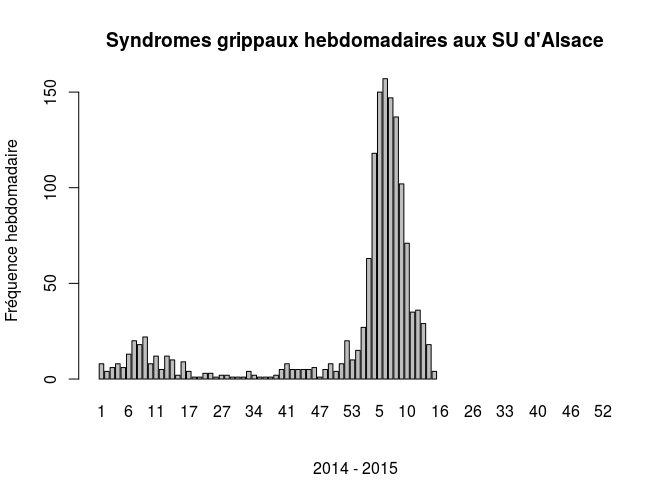 Syndromes grippaux hebdomadaires aux SU d'Alsace
Fréquence hebdomadaire
150
100
50
0
1 6 11 17 27 34 41 47 53 5 10 16 26 33 40 46 52
2014 - 2015